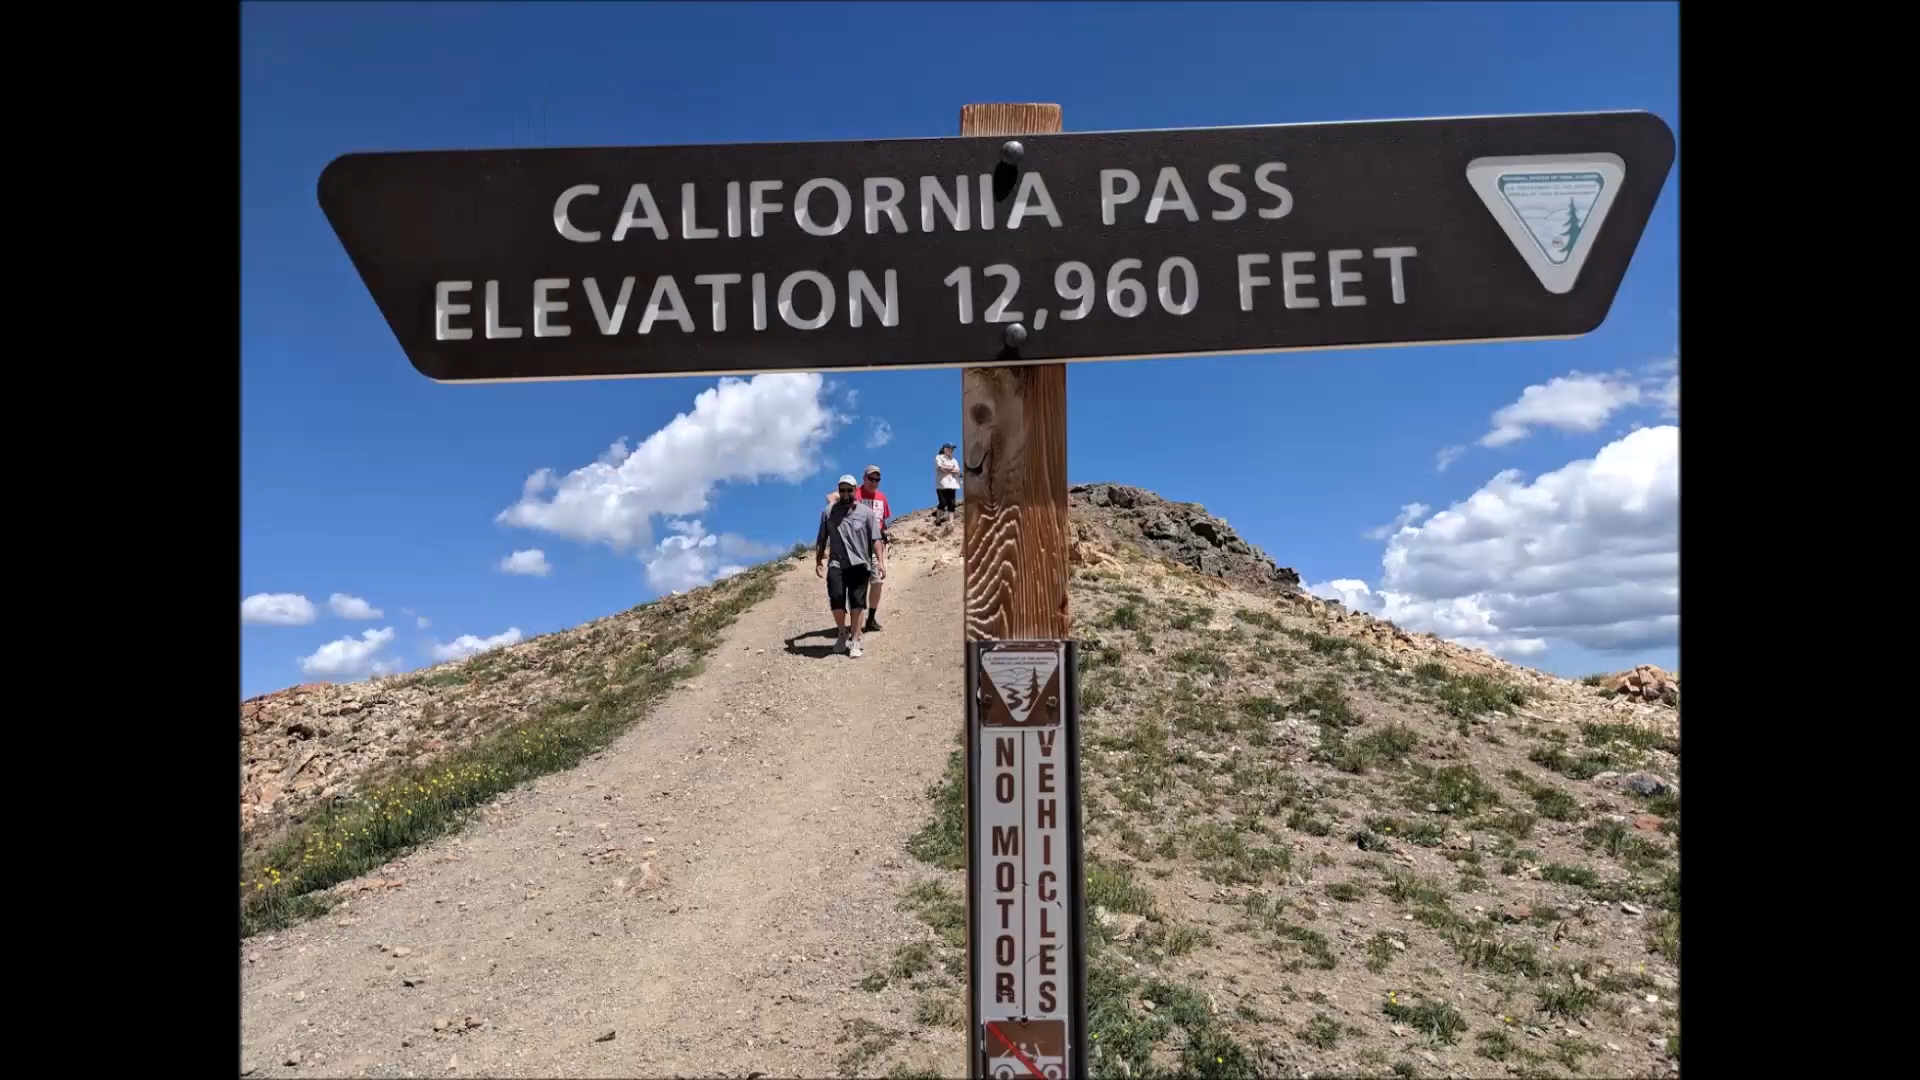 CALIFORNIA PASS
ELEVATION 12,960 FEET
NO MOTOR
VEHICLES